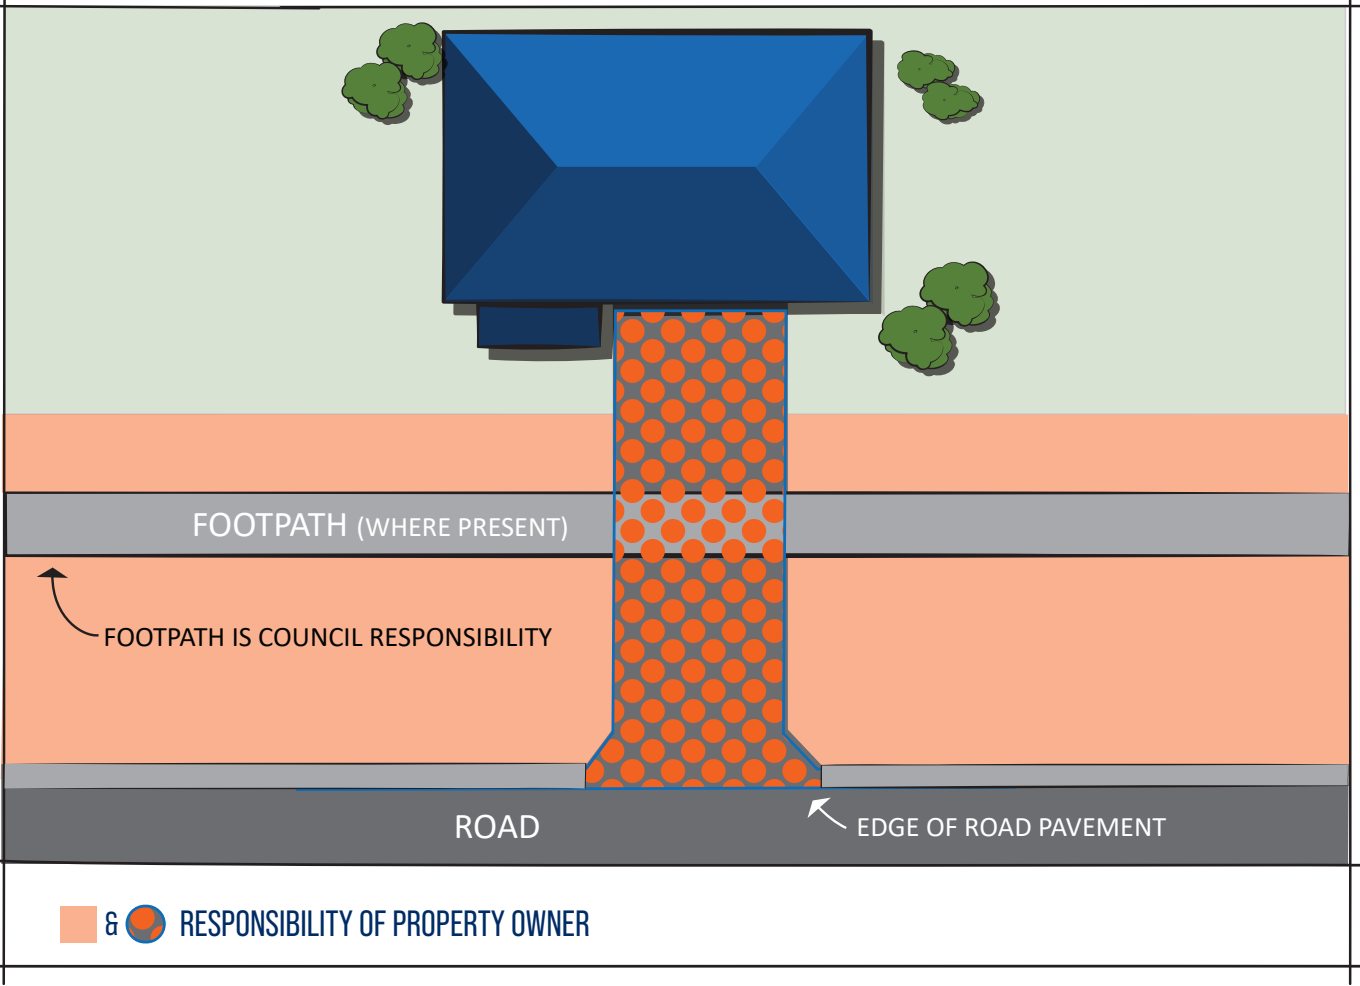 FOOTPATH (WHERE PRESENT)
FOOTPATH IS COUNCIL RESPONSIBILITY
ROAD
EDGE OF ROAD PAVEMENT
& RESPONSIBILITY OF PROPERTY OWNER